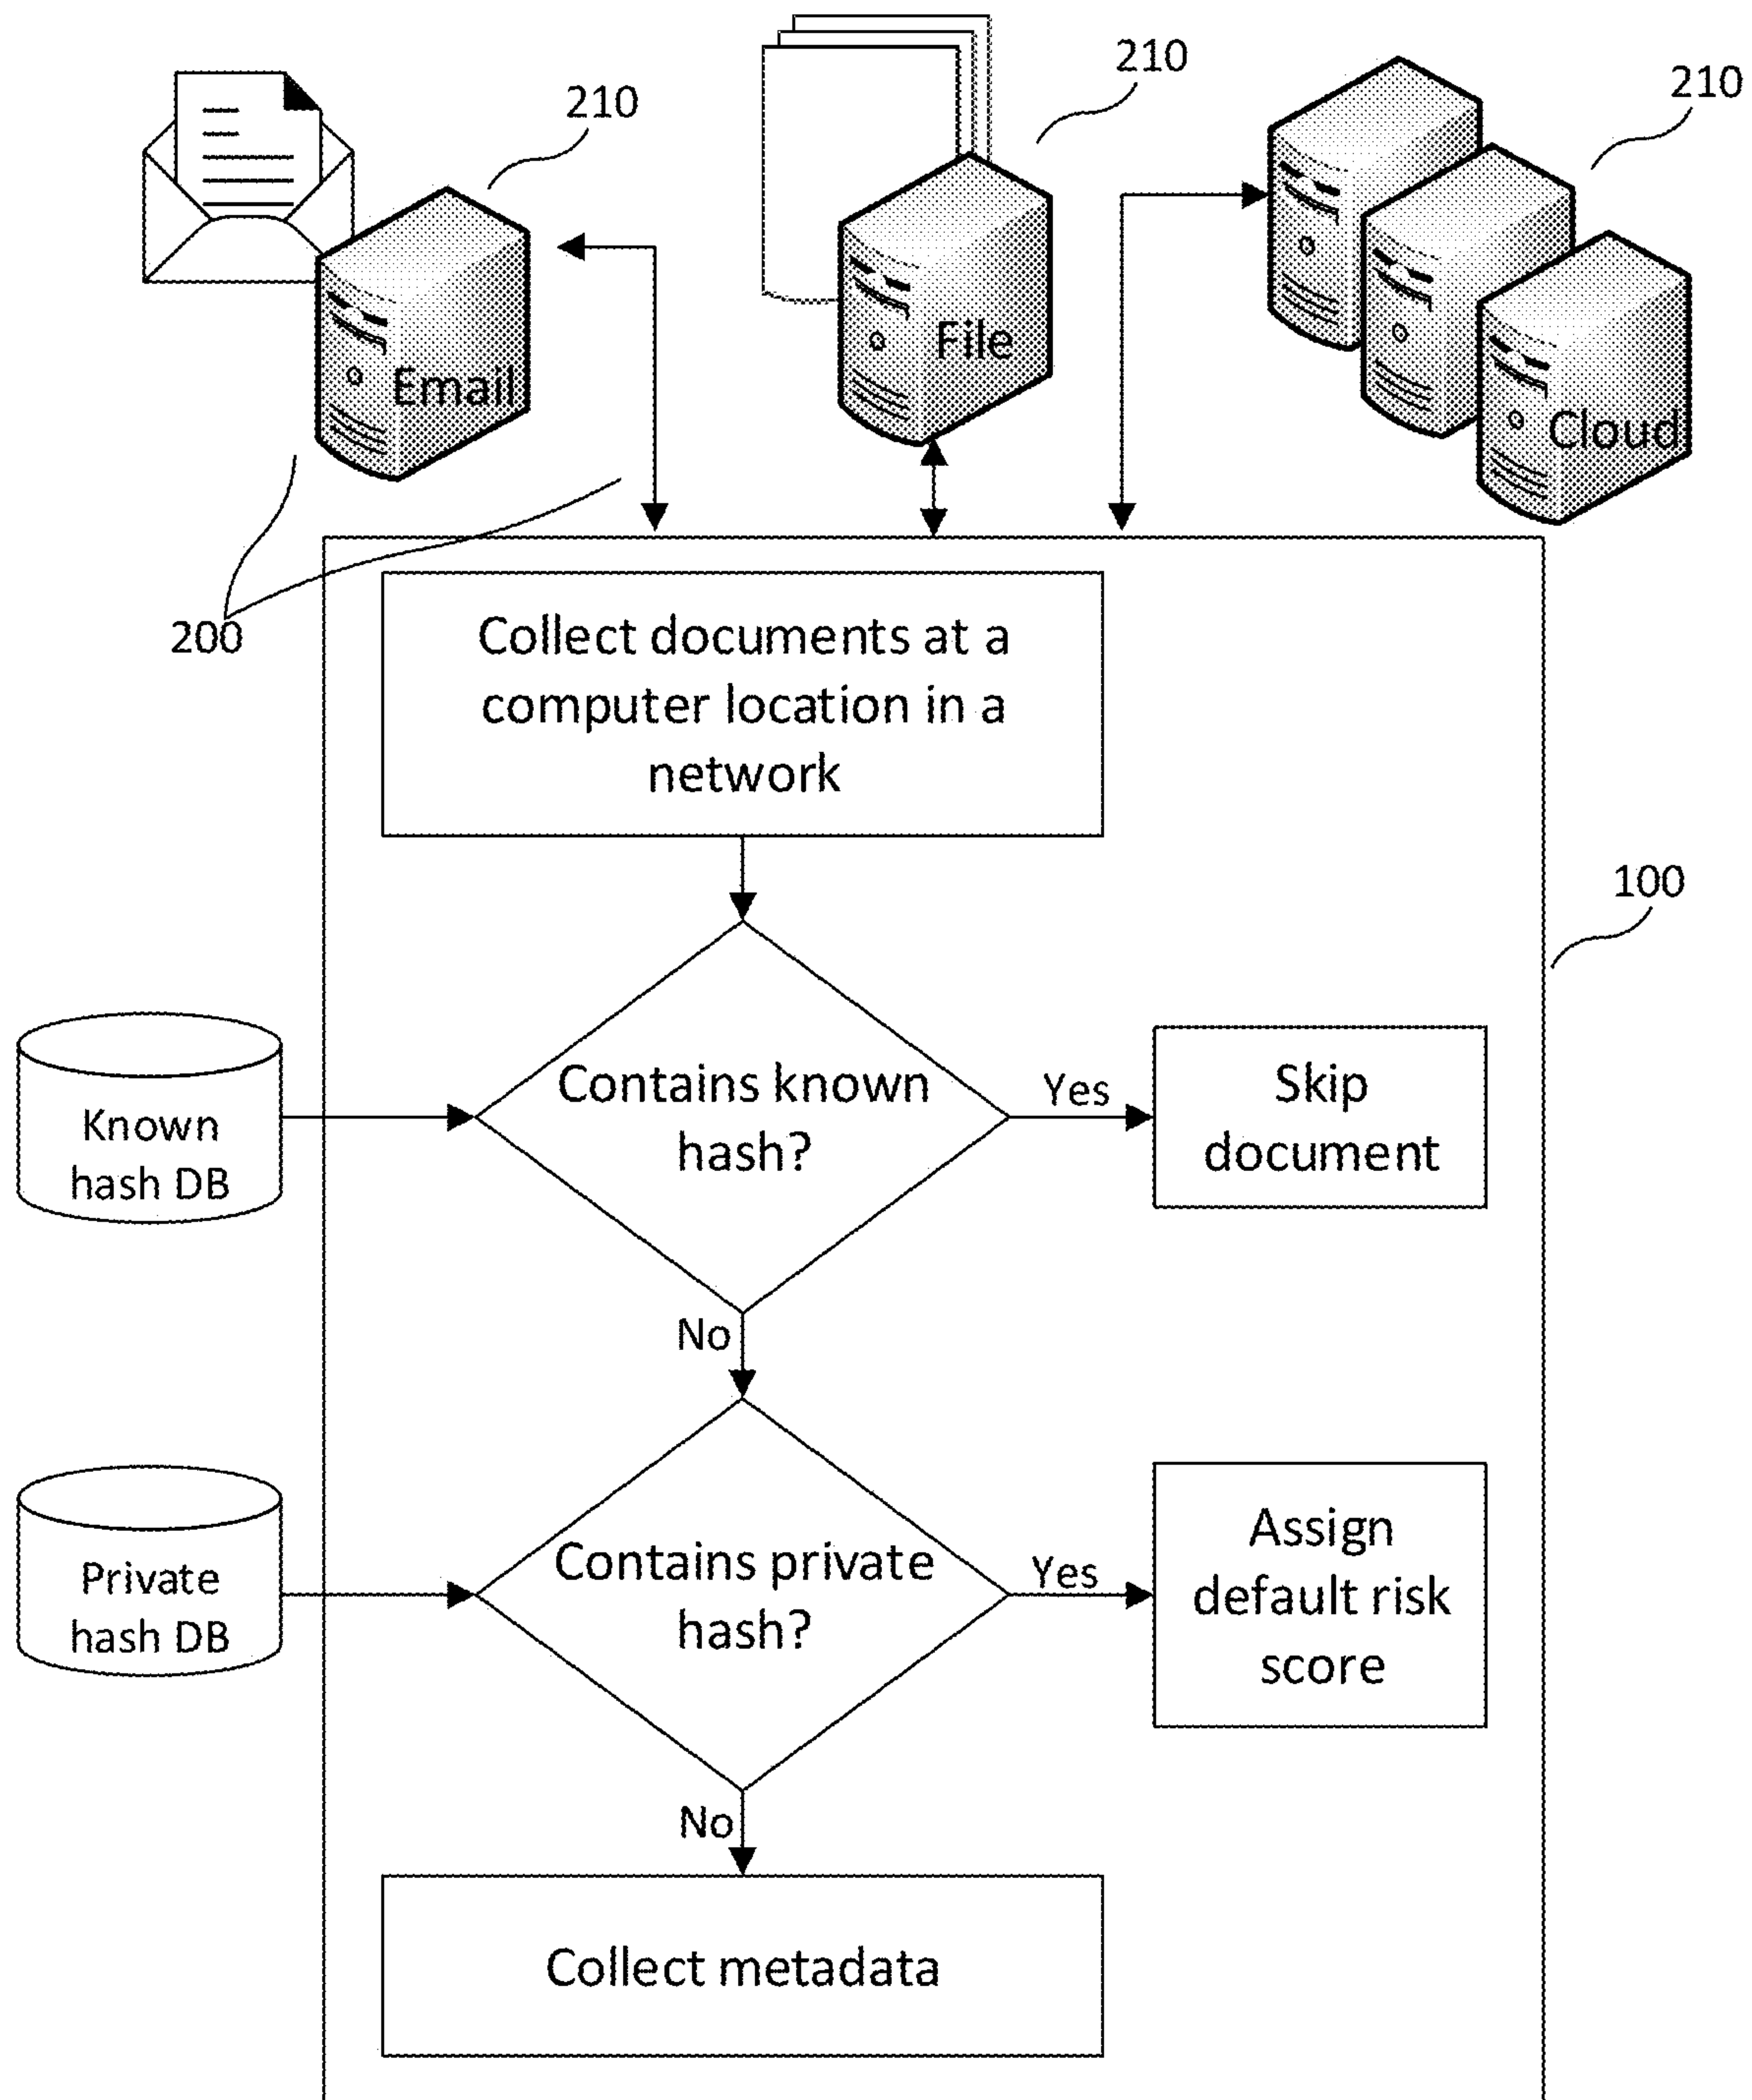 210
210
210
Email
File
Cloud
200
Collect documents at a
computer location in a
network
100
Known
hash DB
Contains known
hash?
Yes
Skip
document
No
Private
hash DB
Contains private
hash?
Yes
Assign
default risk
score
No
Collect metadata